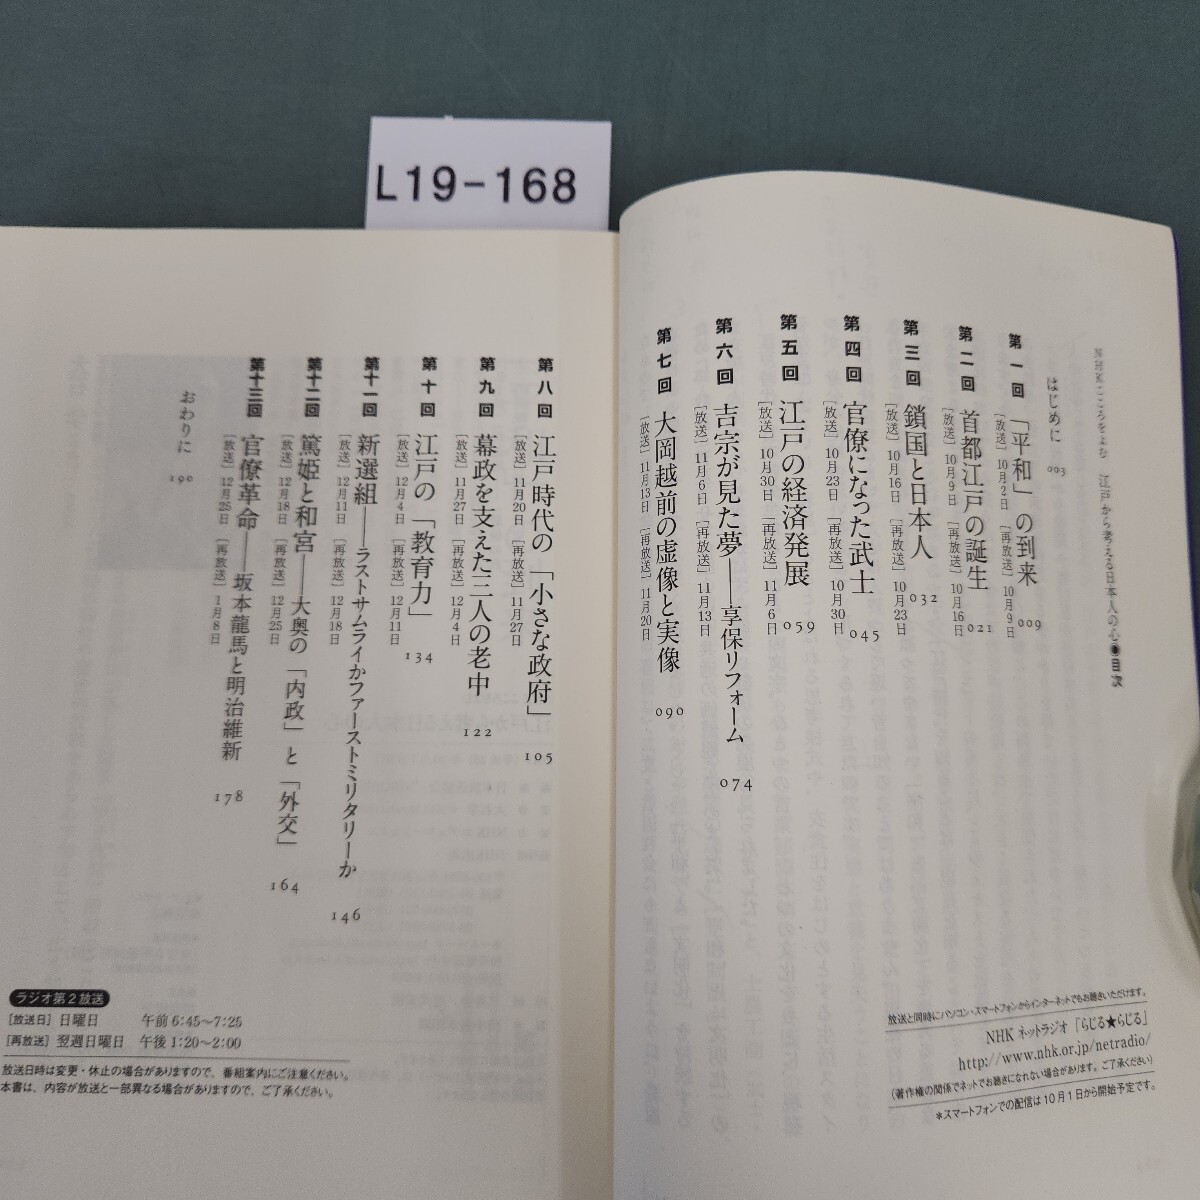 L19-168
NHKこころをよむ 江戸から考える日本人の心●目次
はじめに 003
第一回 「平和」の到来 009
[放送] 10月2日 [再放送] 10月9日
第二回 首都江戸の誕生 021
[放送] 10月9日 [再放送] 10月16日
第三回 鎖国と日本人 032
[放送] 10月16日 [再放送] 10月23日
第四回 官僚になった武士 045
[放送] 10月23日 [再放送] 10月30日
第五回 江戸の経済発展 059
[放送] 10月30日 [再放送] 11月6日
第六回 吉宗が見た夢――享保リフォーム 074
[放送] 11月6日 [再放送] 11月13日
第七回 大岡越前の虚像と実像 090
[放送] 11月13日 [再放送] 11月20日
放送と同時にパソコン・スマートフォンからインターネットでもお聴きいただけます。
NHK ネットラジオ「らじる★らじる」
http://www.nhk.or.jp/netradio/
(著作権の関係でネットでお聴きになれない場合があります。ご了承ください)
*スマートフォンでの配信は10月1日から開始予定です。
第八回 江戸時代の「小さな政府」 105
[放送] 11月20日 [再放送] 11月27日
第九回 幕政を支えた三人の老中 122
[放送] 11月27日 [再放送] 12月4日
第十回 江戸の「教育力」 134
[放送] 12月4日 [再放送] 12月11日
第十一回 新選組――ラストサムライかファーストミリタリーか 146
[放送] 12月11日 [再放送] 12月18日
第十二回 篤姫と和宮――大奥の「内政」と「外交」 164
[放送] 12月18日 [再放送] 12月25日
第十三回 官僚革命――坂本龍馬と明治維新 178
[放送] 12月25日 [再放送] 1月8日
おわりに 190
ラジオ第2放送
[放送日] 日曜日 午前6:45~7:25
[再放送] 翌週日曜日 午後1:20~2:00
放送日時は変更・休止の場合がありますので、番組案内にご注意ください。
本書は、内容が放送と一部異なる場合がありますので、ご了承ください。